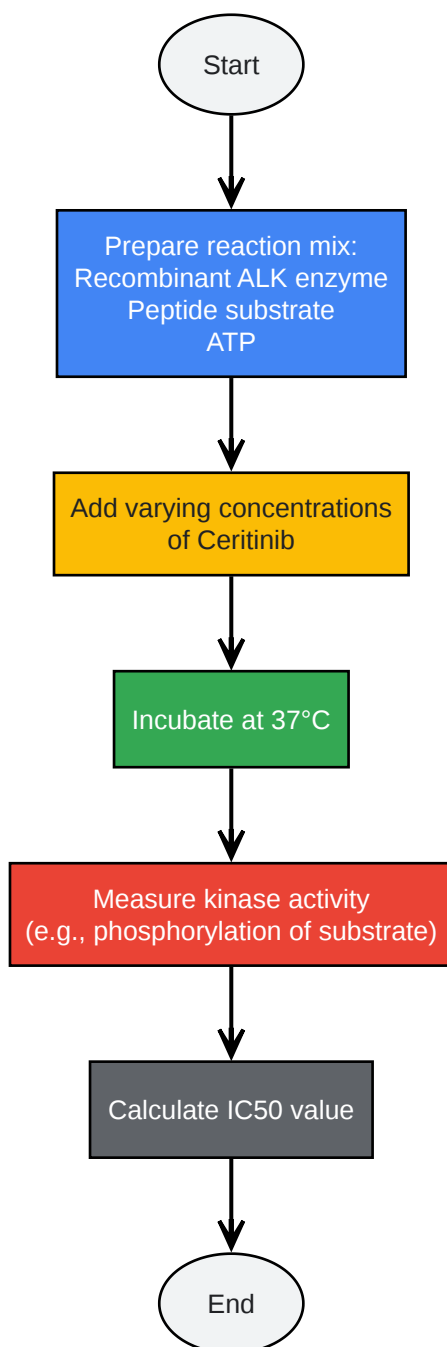 Start
Prepare reaction mix:
Recombinant ALK enzyme
Peptide substrate
ATP
Add varying concentrations
of Ceritinib
Incubate at 37°C
Measure kinase activity
(e.g., phosphorylation of substrate)
Calculate IC50 value
End